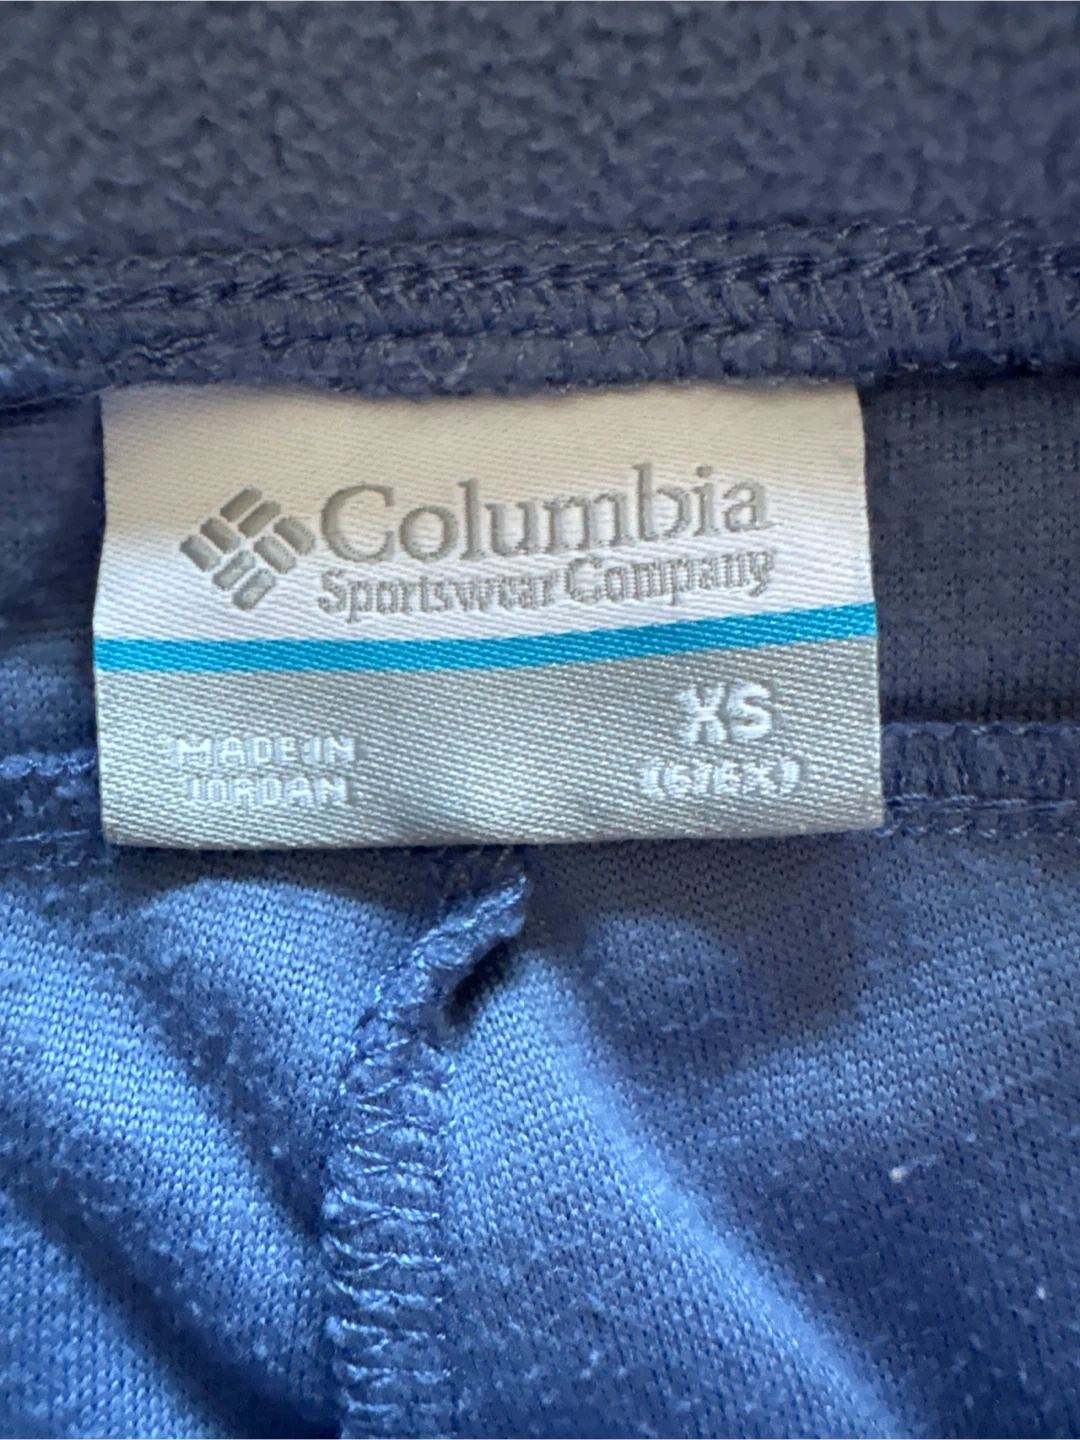 Columbia
Sportswear Company
XS
MADE IN
JORDAN
(6/6X)